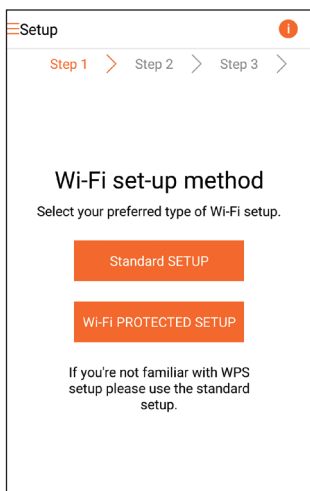 Setup
i
Step 1 Step 2 Step 3
Wi-Fi set-up method
Select your preferred type of Wi-Fi setup.
Standard SETUP
Wi-Fi PROTECTED SETUP
If you're not familiar with WPS
setup please use the standard
setup.